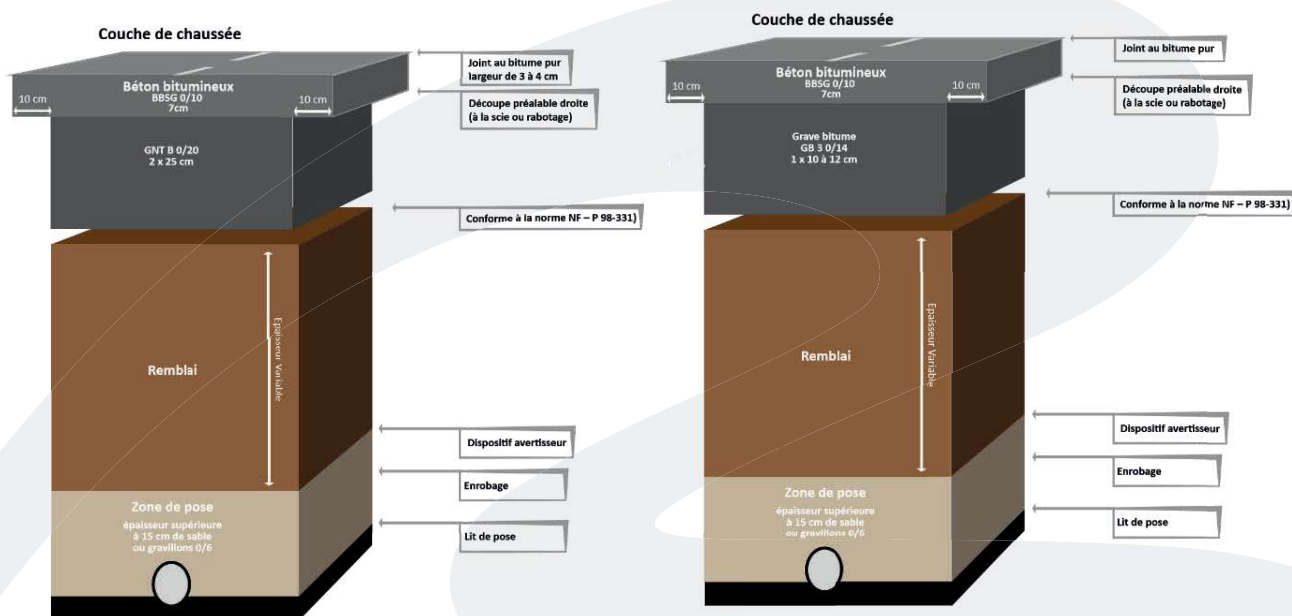 Couche de chaussée
Joint au bitume pur
largeur de 3 à 4 cm
Béton bitumineux
BBSG 0/10
7cm
10 cm
10 cm
Découpe préalable droite
(à la scie ou rabotage)
GNT B 0/20
2 x 25 cm
Conforme à la norme NF – P 98-331)
Epaisseur Variable
Remblai
Dispositif avertisseur
Enrobage
Zone de pose
épaisseur supérieure
à 15 cm de sable
ou gravillons 0/6
Lit de pose
Couche de chaussée
Joint au bitume pur
Béton bitumineux
BBSG 0/10
7cm
10 cm
10 cm
Découpe préalable droite
(à la scie ou rabotage)
Grave bitume
GB 3 0/14
1 x 10 à 12 cm
Conforme à la norme NF – P 98-331)
Epaisseur Variable
Remblai
Dispositif avertisseur
Enrobage
Zone de pose
épaisseur supérieure
à 15 cm de sable
ou gravillons 0/6
Lit de pose